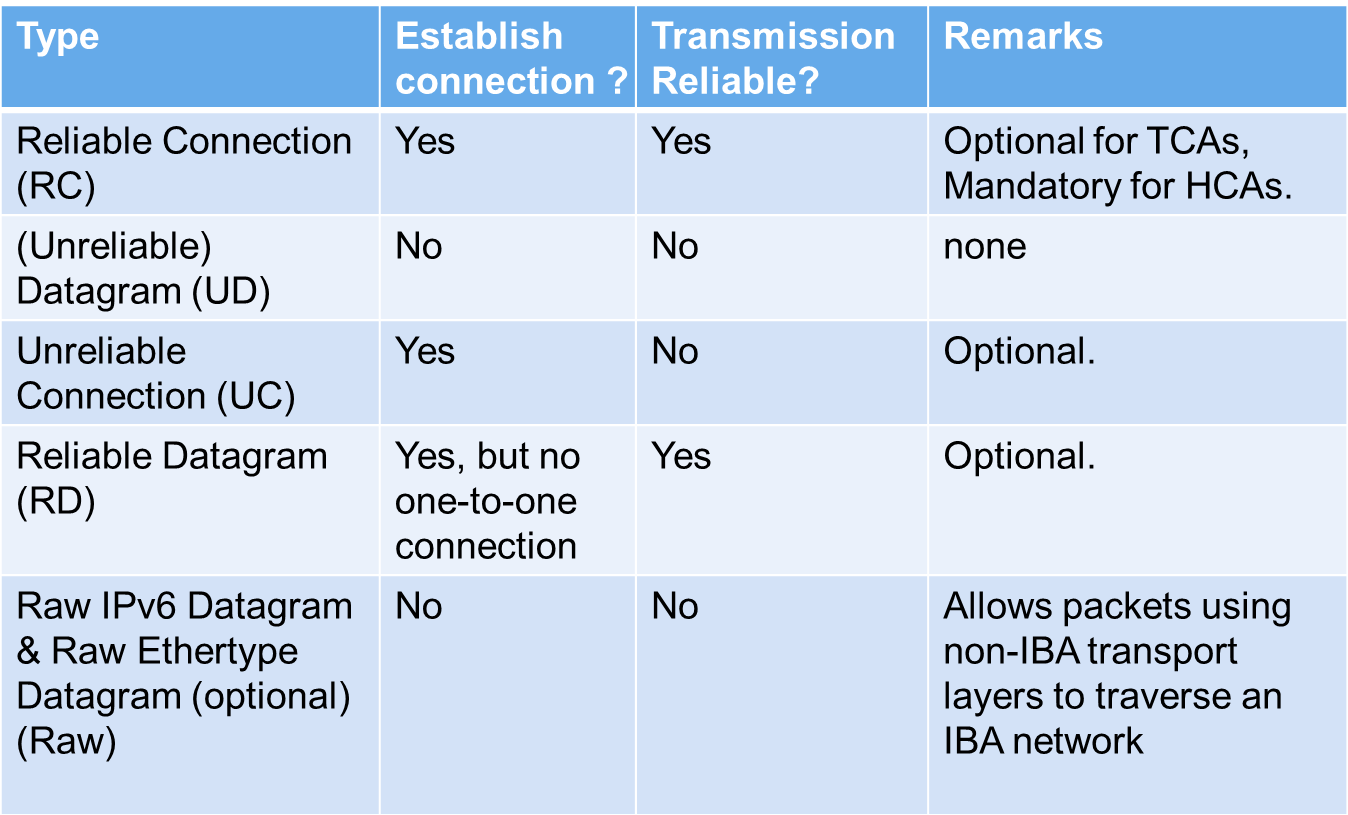 Type
Establish
connection ?
Transmission
Reliable?
Remarks
Reliable Connection
(RC)
Yes
Yes
Optional for TCAs,
Mandatory for HCAs.
(Unreliable)
Datagram (UD)
No
No
none
Unreliable
Connection (UC)
Yes
No
Optional.
Reliable Datagram
(RD)
Yes, but no
one-to-one
connection
Yes
Optional.
Raw IPv6 Datagram
& Raw Ethertype
Datagram (optional)
(Raw)
No
No
Allows packets using
non-IBA transport
layers to traverse an
IBA network